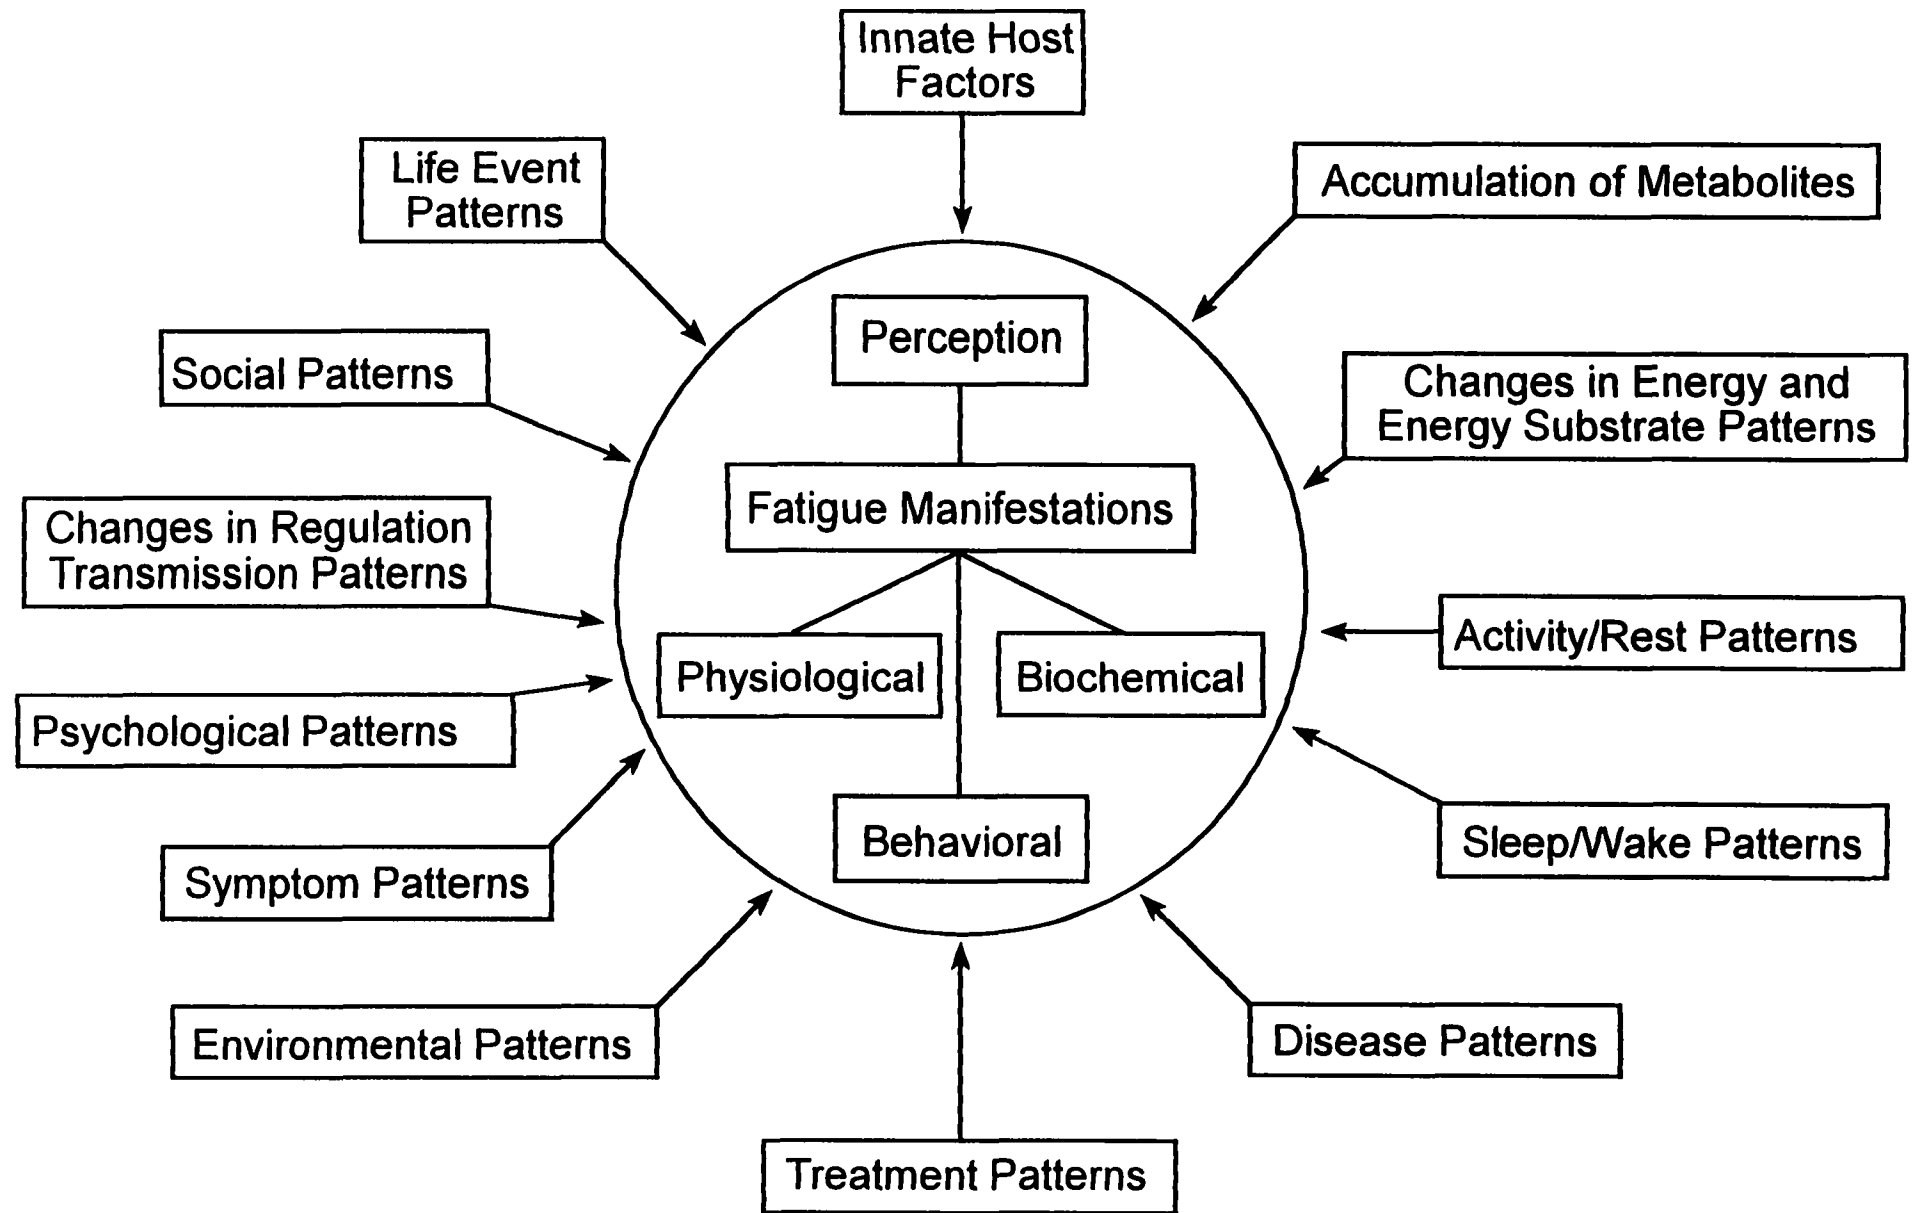 Innate Host
Factors
Life Event
Patterns
Accumulation of Metabolites
Perception
Social Patterns
Changes in Energy and
Energy Substrate Patterns
Fatigue Manifestations
Changes in Regulation
Transmission Patterns
Activity/Rest Patterns
Physiological
Biochemical
Psychological Patterns
Behavioral
Sleep/Wake Patterns
Symptom Patterns
Environmental Patterns
Disease Patterns
Treatment Patterns